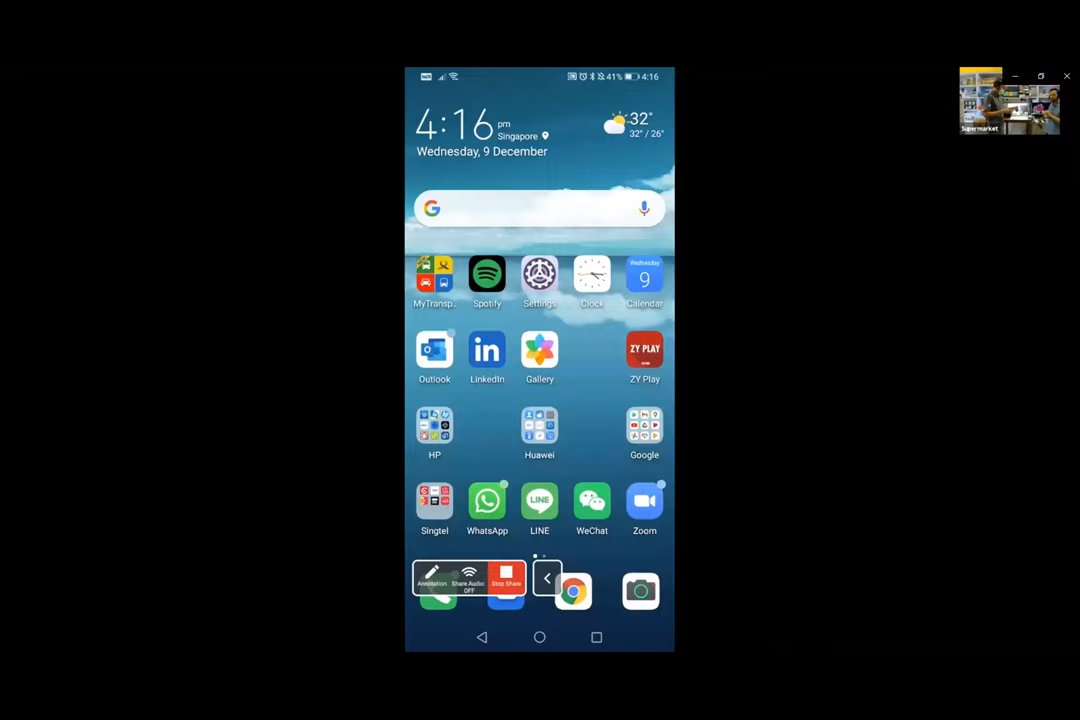 41% 4:16
4:16 pm
Singapore
Wednesday, 9 December
32°
32° / 26°
Supermarket
G
Wednesday
9
MyTransp.. Spotify Settings Clock Calendar
in
ZY PLAY
Outlook LinkedIn Gallery ZY Play
HP Huawei Google
LINE
Singtel WhatsApp LINE WeChat Zoom
Annotation Share Audio: OFF Stop Share